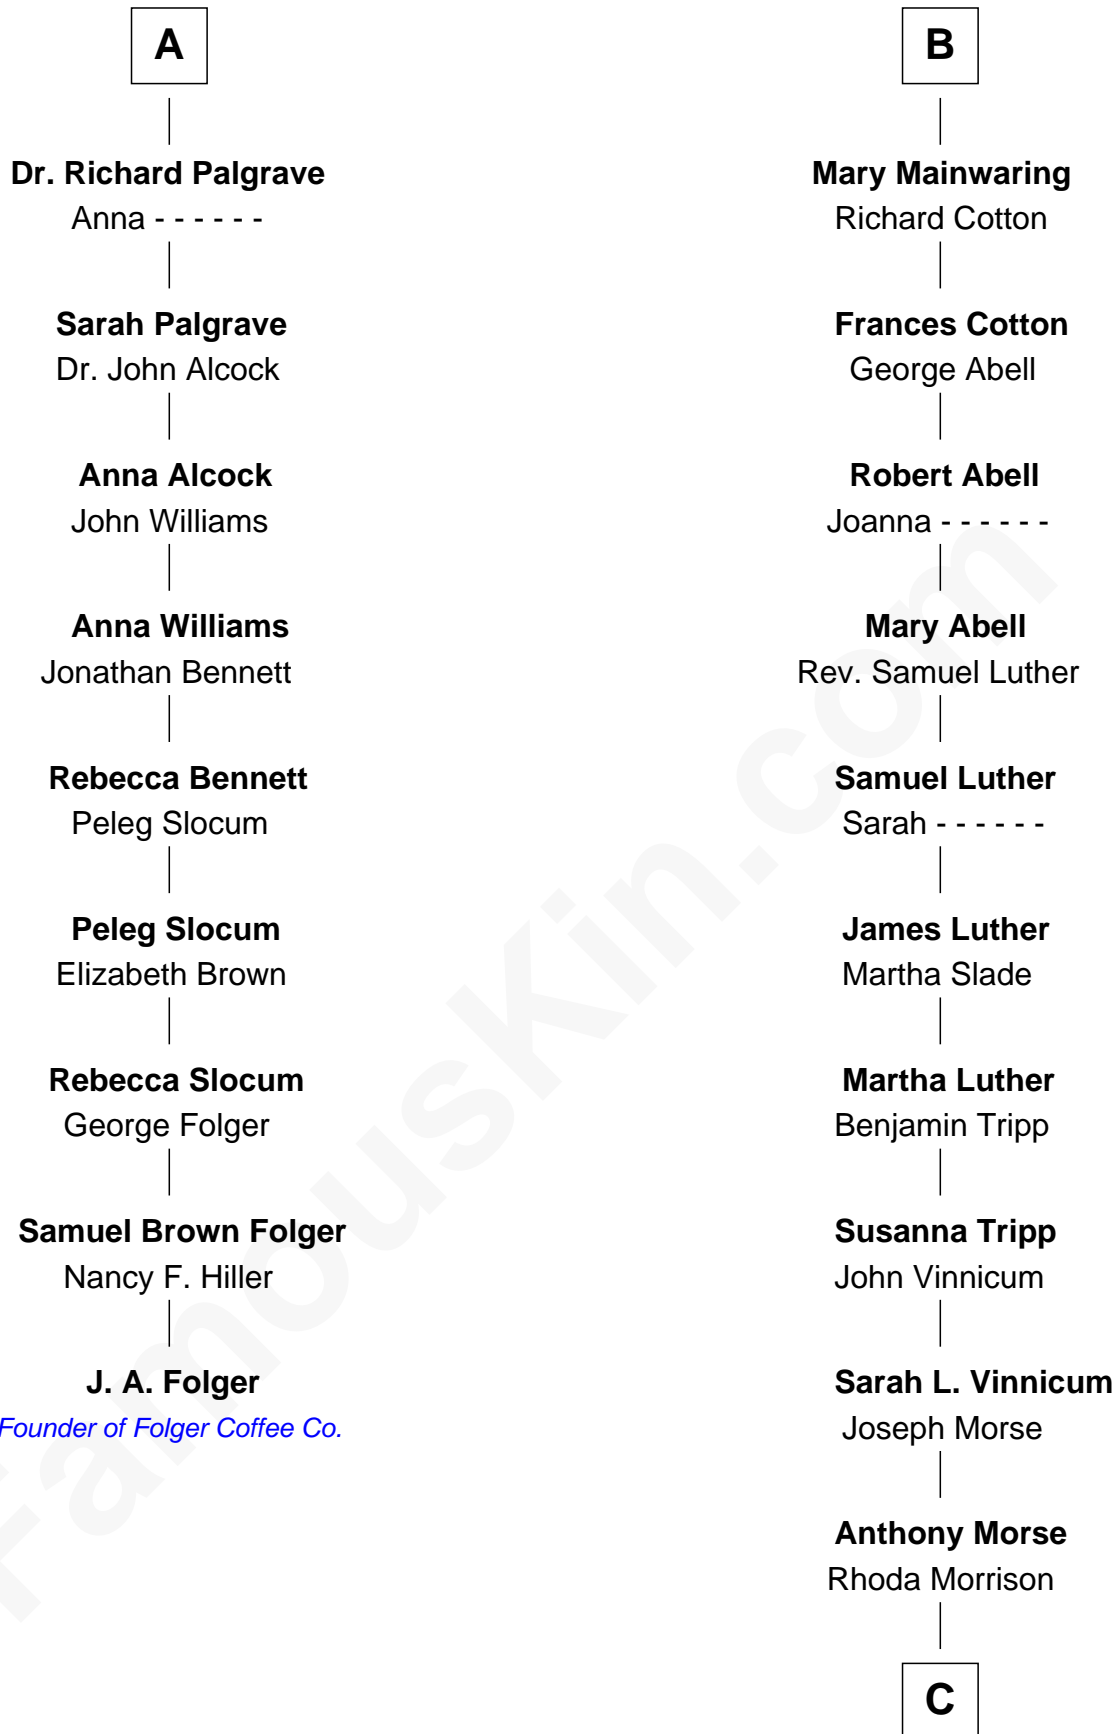 A
Dr. Richard Palgrave
Anna - - - - - -
Sarah Palgrave
Dr. John Alcock
Anna Alcock
John Williams
Anna Williams
Jonathan Bennett
Rebecca Bennett
Peleg Slocum
Peleg Slocum
Elizabeth Brown
Rebecca Slocum
George Folger
Samuel Brown Folger
Nancy F. Hiller
J. A. Folger
Founder of Folger Coffee Co.
B
Mary Mainwaring
Richard Cotton
Frances Cotton
George Abell
Robert Abell
Joanna - - - - - -
Mary Abell
Rev. Samuel Luther
Samuel Luther
Sarah - - - - - -
James Luther
Martha Slade
Martha Luther
Benjamin Tripp
Susanna Tripp
John Vinnicum
Sarah L. Vinnicum
Joseph Morse
Anthony Morse
Rhoda Morrison
C
FamousKin.com